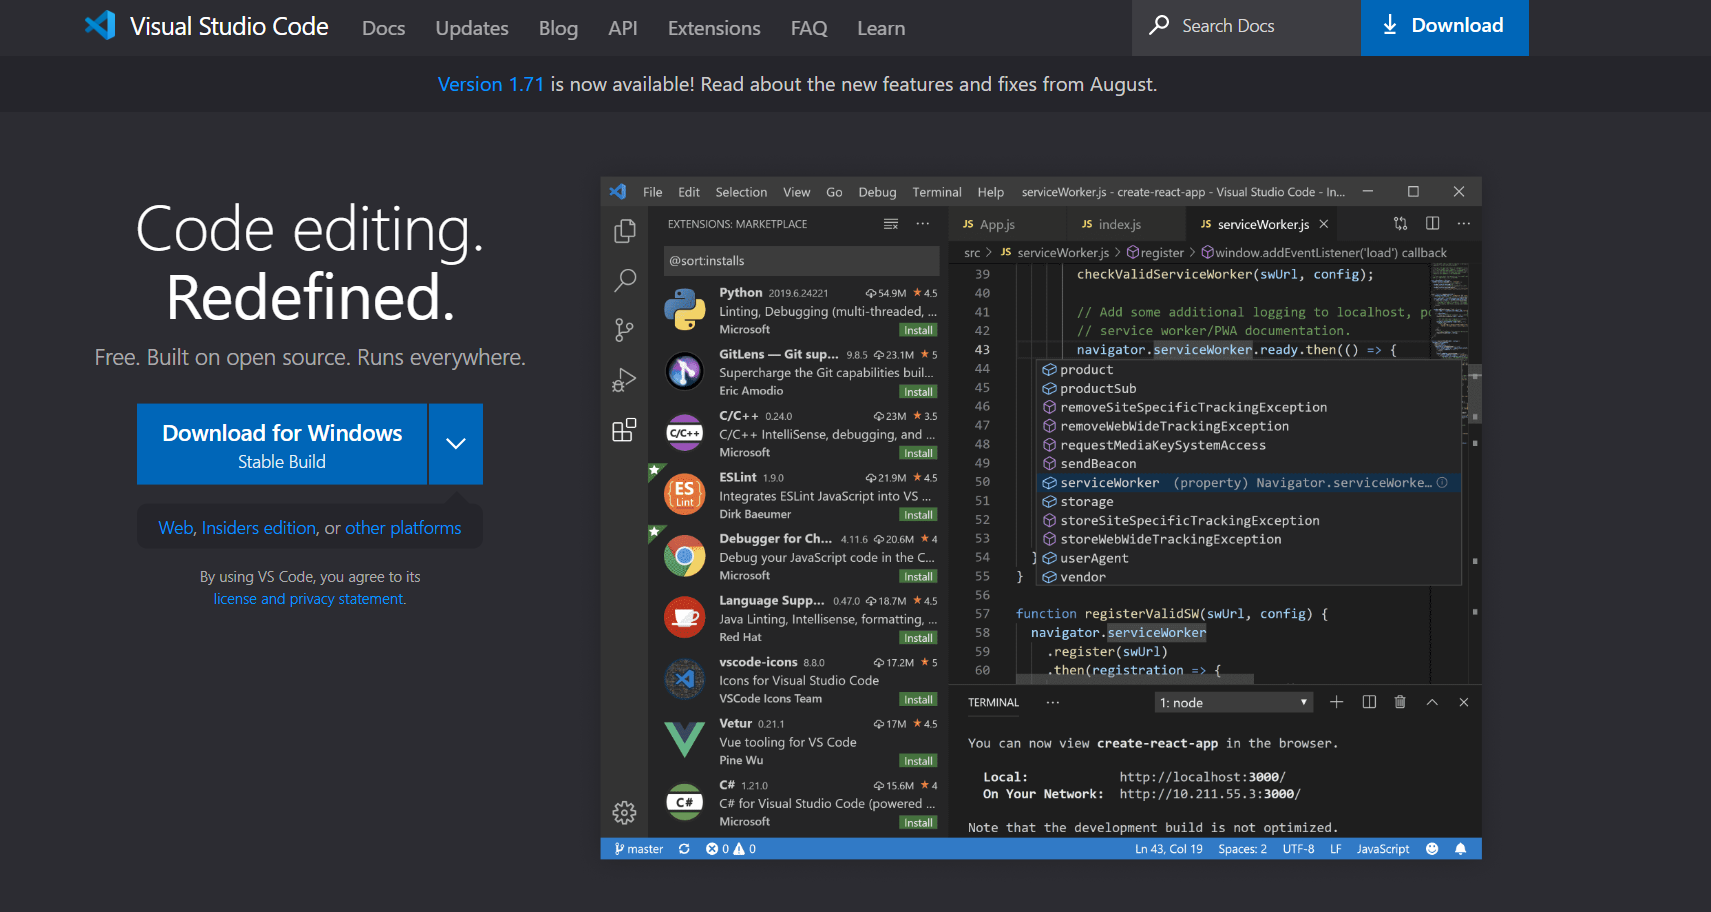 Visual Studio Code Docs Updates Blog API Extensions FAQ Learn Search Docs Download
Version 1.71 is now available! Read about the new features and fixes from August.
Code editing.
Redefined.
Free. Built on open source. Runs everywhere.
Download for Windows
Stable Build
Web, Insiders edition, or other platforms
By using VS Code, you agree to its
license and privacy statement.
File Edit Selection View Go Debug Terminal Help serviceWorker.js - create-react-app - Visual Studio Code - In...
EXTENSIONS: MARKETPLACE
@sort:installs
Python 2019.6.24221 54.9M 4.5
Linting, Debugging (multi-threaded, ...
Microsoft Install
GitLens — Git sup... 9.8.5 23.1M 5
Supercharge the Git capabilities buil...
Eric Amodio Install
C/C++ 0.24.0 23M 3.5
C/C++ IntelliSense, debugging, and ...
Microsoft Install
C/C++
ESLint 1.9.0 21.9M 4.5
Integrates ESLint JavaScript into VS ...
Dirk Baeumer Install
ES
Lint
Debugger for Ch... 4.11.6 20.6M 4
Debug your JavaScript code in the C...
Microsoft Install
Language Supp... 0.47.0 18.7M 4.5
Java Linting, Intellisense, formatting, ...
Red Hat Install
vscode-icons 8.8.0 17.2M 5
Icons for Visual Studio Code
VSCode Icons Team Install
Vetur 0.21.1 17M 4.5
Vue tooling for VS Code
Pine Wu Install
C# 1.21.0 15.6M 4
C# for Visual Studio Code (powered ...
Microsoft Install
C#
JS App.js JS index.js JS serviceWorker.js
src > JS serviceWorker.js > register > window.addEventListener('load') callback
39 checkValidServiceWorker(swUrl, config);
40
41 // Add some additional logging to localhost, po
42 // service worker/PWA documentation.
43 navigator.serviceWorker.ready.then(() => {
44 product
45 productSub
46 removeSiteSpecificTrackingException
47 removeWebWideTrackingException
48 requestMediaKeySystemAccess
49 sendBeacon
50 serviceWorker (property) Navigator.serviceWorke...
51 storage
52 storeSiteSpecificTrackingException
53 storeWebWideTrackingException
54 } userAgent
55 } vendor
56
57 function registerValidSW(swUrl, config) {
58 navigator.serviceWorker
59 .register(swUrl)
60 .then(registration => {
TERMINAL ... 1: node
You can now view create-react-app in the browser.
Local: http://localhost:3000/
On Your Network: http://10.211.55.3:3000/
Note that the development build is not optimized.
master 0 0 Ln 43, Col 19 Spaces: 2 UTF-8 LF JavaScript